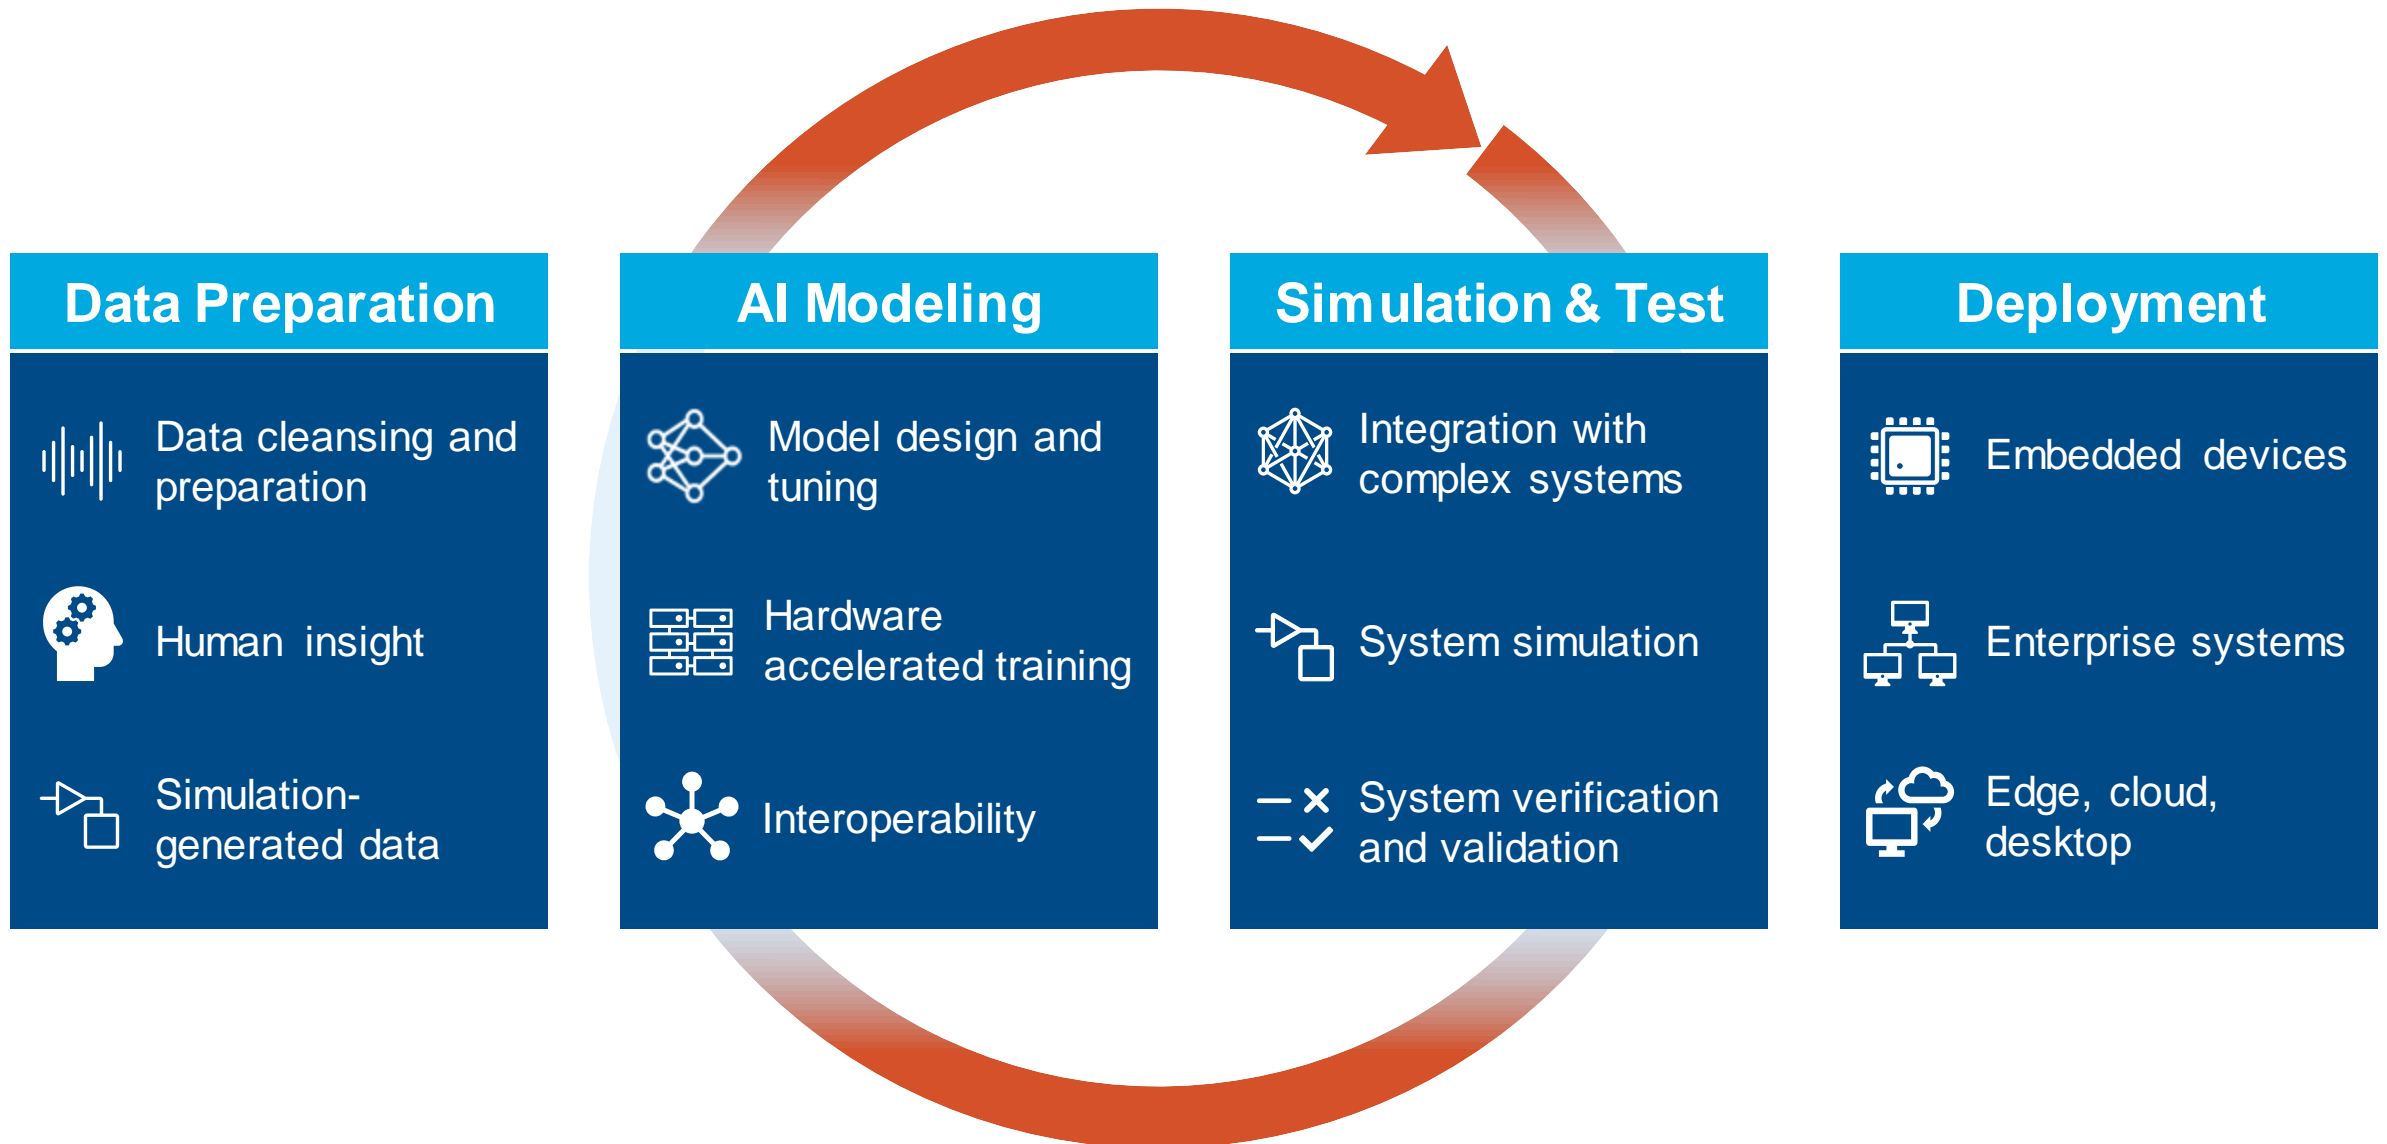 Data Preparation
Data cleansing and
preparation
Human insight
Simulation-
generated data
AI Modeling
Model design and
tuning
Hardware
accelerated training
Interoperability
Simulation & Test
Integration with
complex systems
System simulation
System verification
and validation
Deployment
Embedded devices
Enterprise systems
Edge, cloud,
desktop